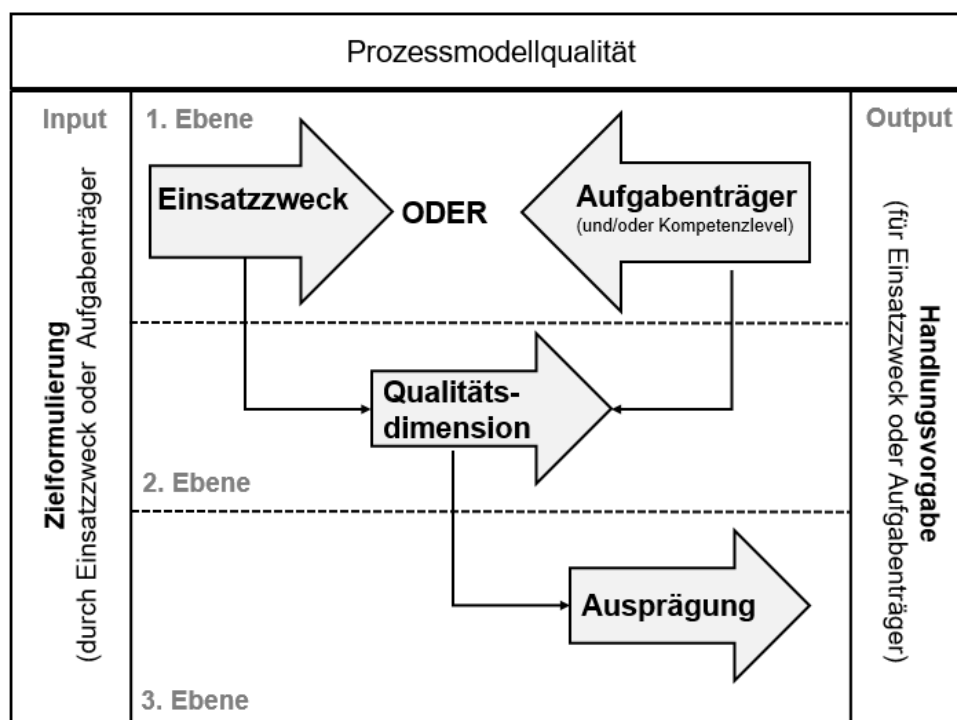 Prozessmodellqualität
Input
1. Ebene
Output
Einsatzzweck
ODER
Aufgabenträger
(und/oder Kompetenzlevel)
Zielformulierung
(durch Einsatzzweck oder Aufgabenträger
Qualitäts-
dimension
2. Ebene
Handlungsvorgabe
(für Einsatzzweck oder Aufgabenträger)
Ausprägung
3. Ebene